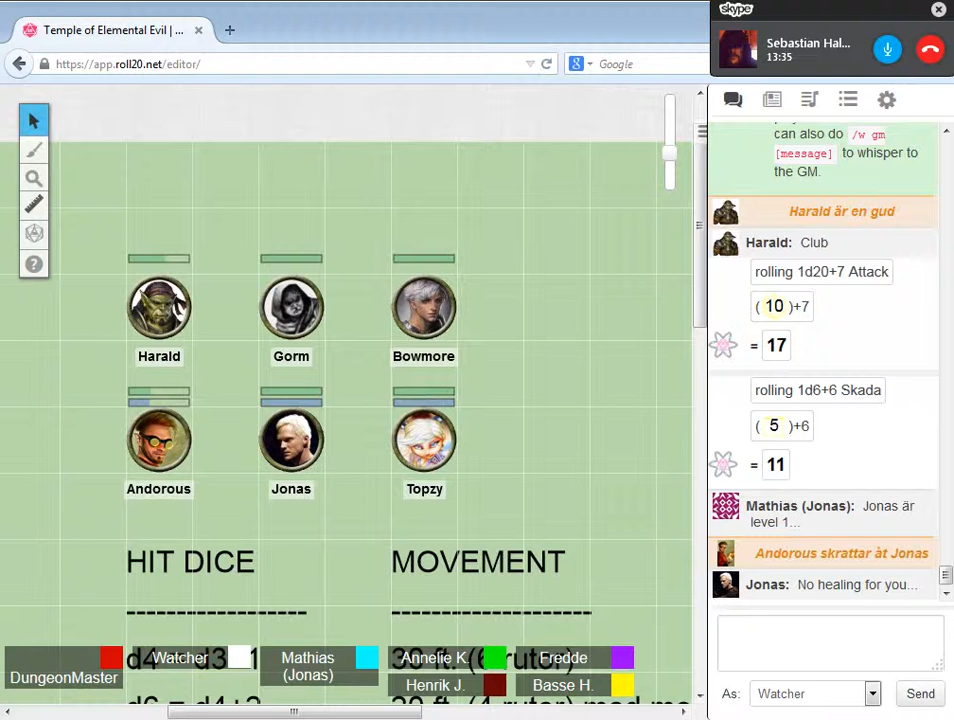 Temple of Elemental Evil | ...
https://app.roll20.net/editor/
Google
skype
Sebastian Hal...
13:35
can also do /w gm
[message] to whisper to
the GM.
Harald är en gud
Harald: Club
rolling 1d20+7 Attack
(10)+7
= 17
rolling 1d6+6 Skada
(5)+6
= 11
Mathias (Jonas): Jonas är
level 1...
Andorous skrattar åt Jonas
Jonas: No healing for you...
As: Watcher
Send
Harald
Gorm
Bowmore
Andorous
Jonas
Topzy
HIT DICE
MOVEMENT
-------------------
---------------------
DungeonMaster
Watcher
Mathias
(Jonas)
Annelie K.
Henrik J.
Fredde
Basse H.